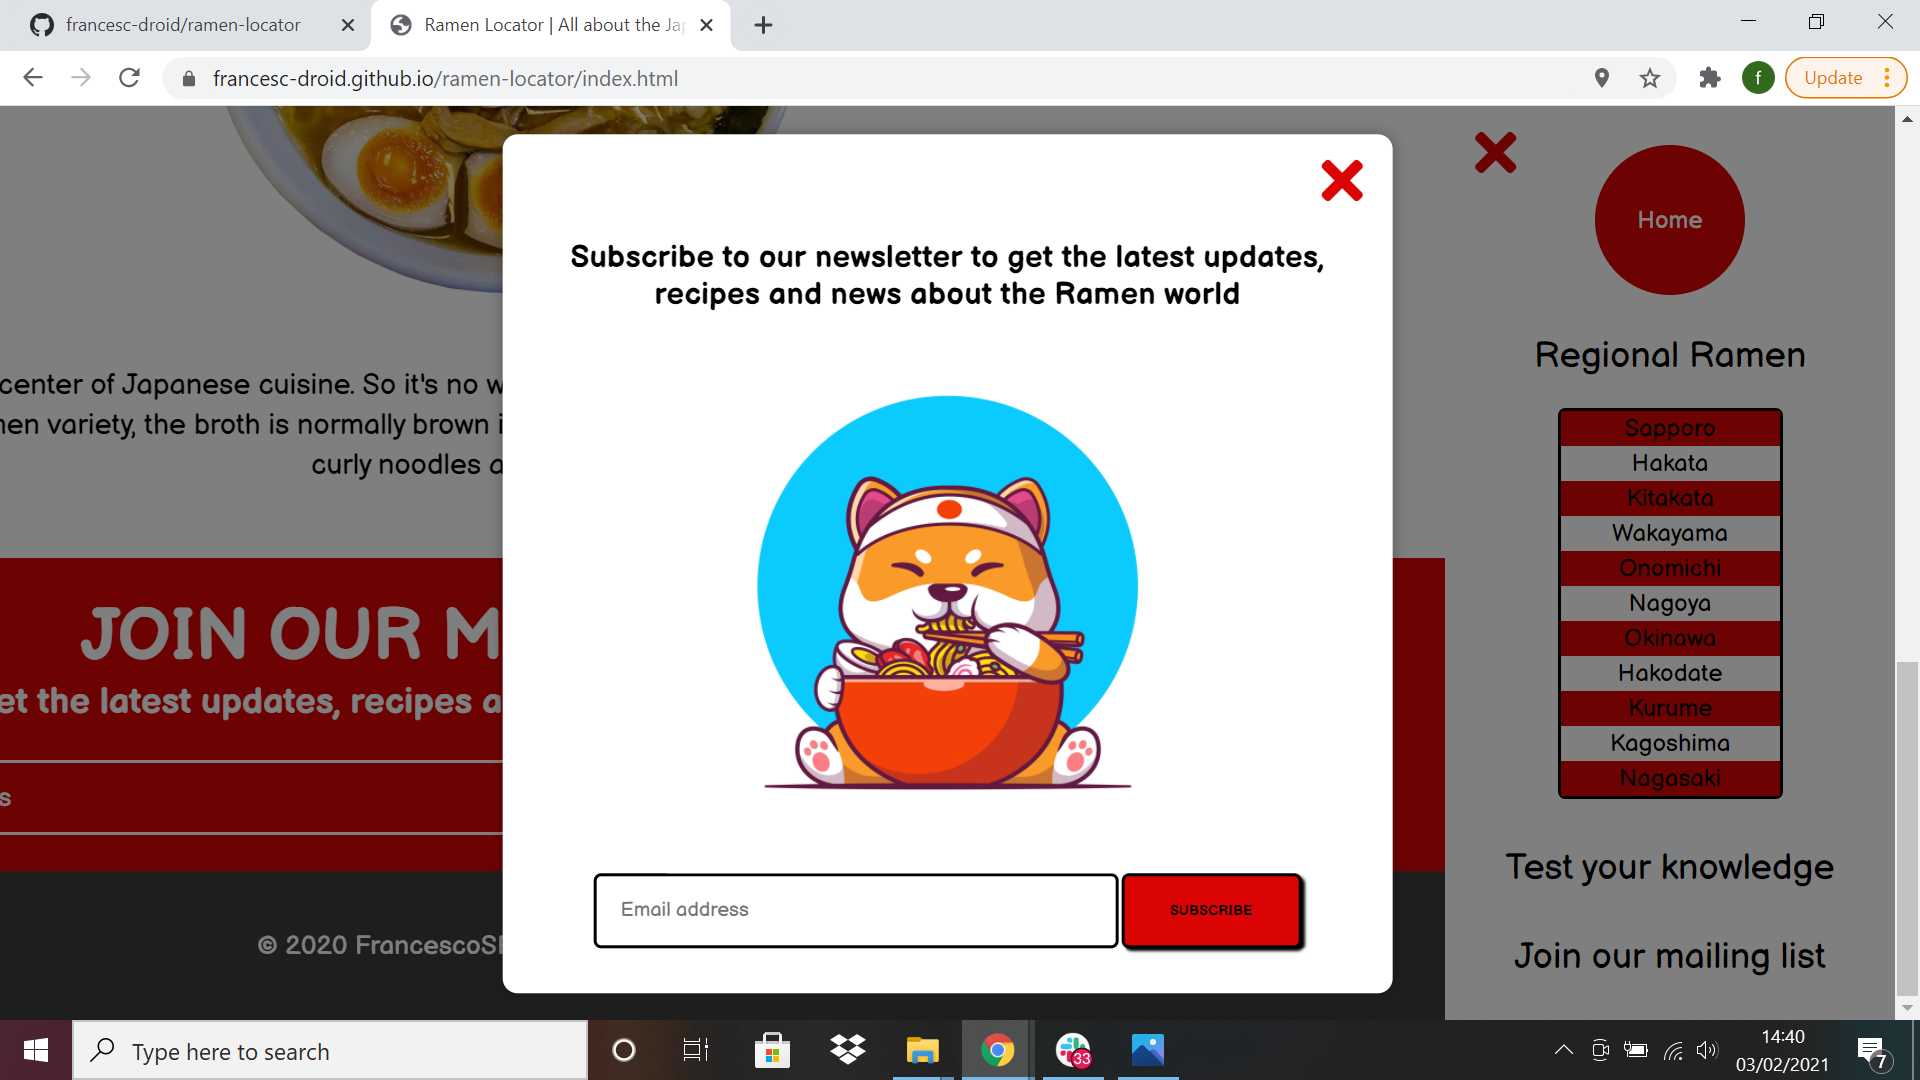 francesc-droid/ramen-locator
Ramen Locator | All about the Jap
francesc-droid.github.io/ramen-locator/index.html
f
Update
Subscribe to our newsletter to get the latest updates,
recipes and news about the Ramen world
Email address
SUBSCRIBE
center of Japanese cuisine. So it's no w
en variety, the broth is normally brown i
curly noodles a
JOIN OUR M
et the latest updates, recipes a
s
© 2020 FrancescoS
Home
Regional Ramen
Sapporo
Hakata
Kitakata
Wakayama
Onomichi
Nagoya
Okinawa
Hakodate
Kurume
Kagoshima
Nagasaki
Test your knowledge
Join our mailing list
Type here to search
33
14:40
03/02/2021
7